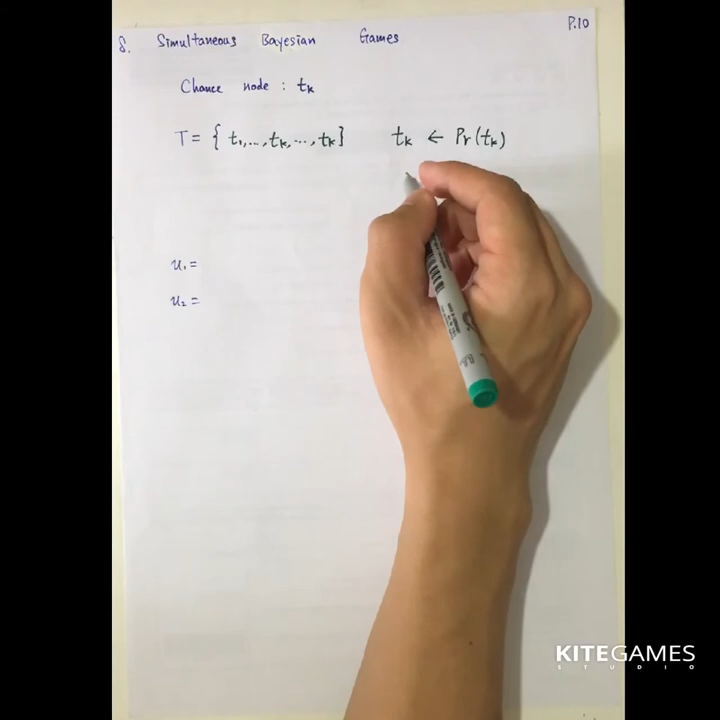 P.10
8. Simultaneous Bayesian Games
Chance node : tk
T = { t1,..., tk, ..., tk} tk ← Pr(tk)
u1 =
u2 =
KITEGAMES
STUDIO